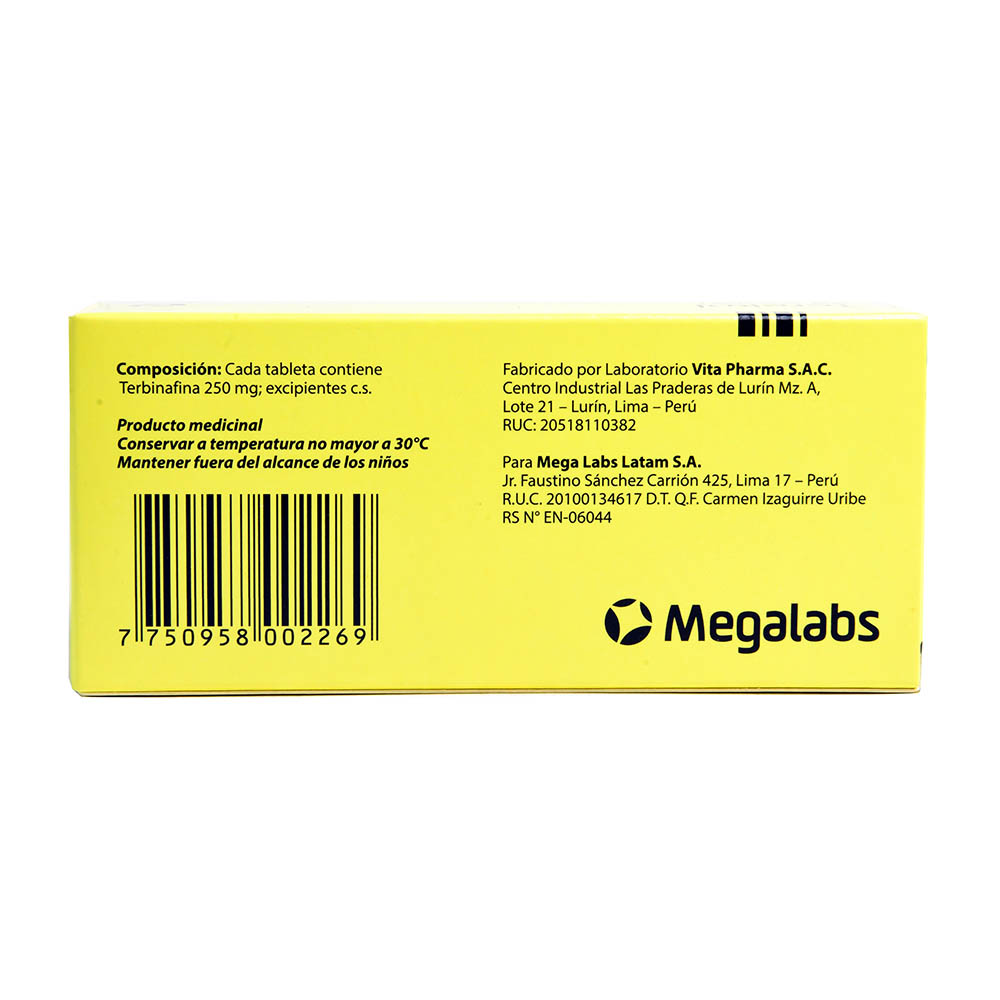 Composición: Cada tableta contiene
Terbinafina 250 mg; excipientes c.s.
Producto medicinal
Conservar a temperatura no mayor a 30°C
Mantener fuera del alcance de los niños
7 750958 002269
Fabricado por Laboratorio Vita Pharma S.A.C.
Centro Industrial Las Praderas de Lurín Mz. A,
Lote 21 – Lurín, Lima – Perú
RUC: 20518110382
Para Mega Labs Latam S.A.
Jr. Faustino Sánchez Carrión 425, Lima 17 – Perú
R.U.C. 20100134617 D.T. Q.F. Carmen Izaguirre Uribe
RS N° EN-06044
Megalabs